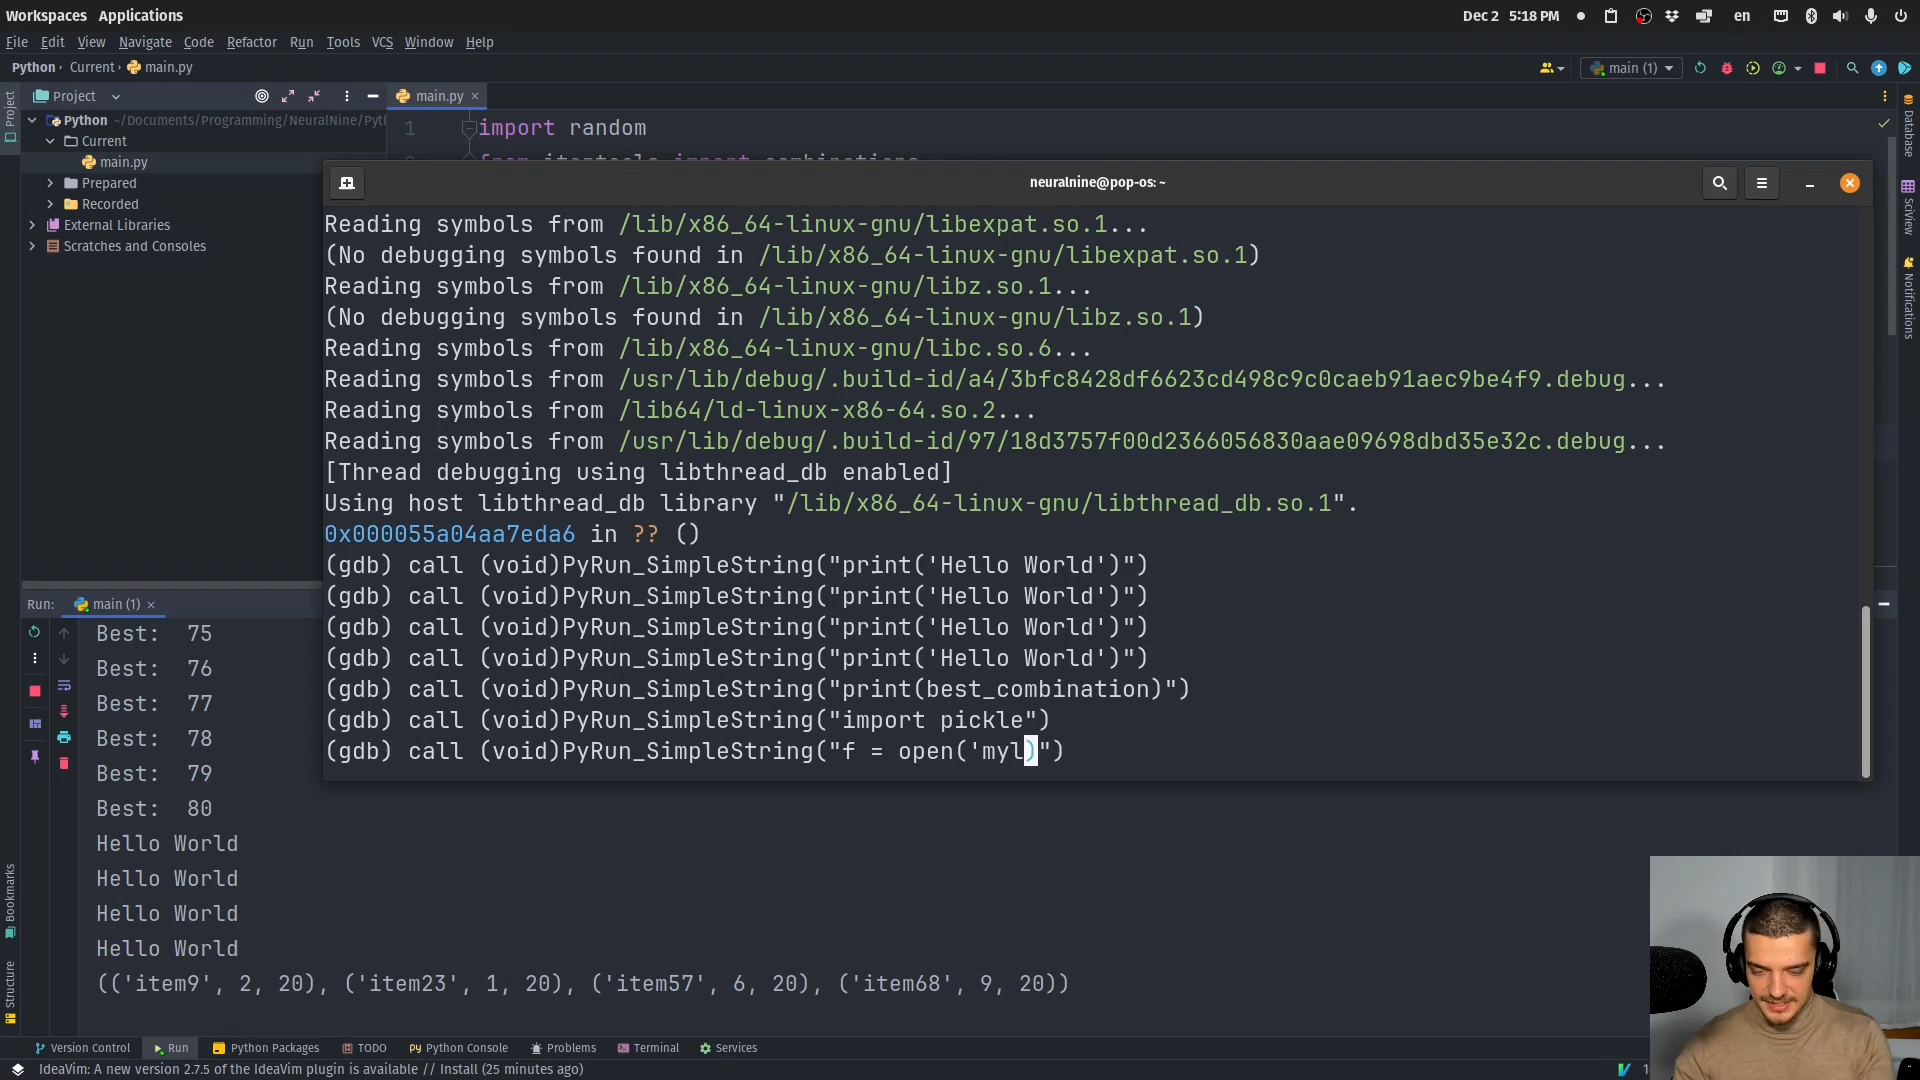 Workspaces Applications
Dec 2 5:18 PM
en
File Edit View Navigate Code Refactor Run Tools VCS Window Help
Python Current main.py
main (1)
Project
main.py
Python ~/Documents/Programming/NeuralNine/Pyt
Current
main.py
Prepared
Recorded
External Libraries
Scratches and Consoles
1 import random
neuralnine@pop-os: ~
Reading symbols from /lib/x86_64-linux-gnu/libexpat.so.1...
(No debugging symbols found in /lib/x86_64-linux-gnu/libexpat.so.1)
Reading symbols from /lib/x86_64-linux-gnu/libz.so.1...
(No debugging symbols found in /lib/x86_64-linux-gnu/libz.so.1)
Reading symbols from /lib/x86_64-linux-gnu/libc.so.6...
Reading symbols from /usr/lib/debug/.build-id/a4/3bfc8428df6623cd498c9c0caeb91aec9be4f9.debug...
Reading symbols from /lib64/ld-linux-x86-64.so.2...
Reading symbols from /usr/lib/debug/.build-id/97/18d3757f00d2366056830aae09698dbd35e32c.debug...
[Thread debugging using libthread_db enabled]
Using host libthread_db library "/lib/x86_64-linux-gnu/libthread_db.so.1".
0x000055a04aa7eda6 in ?? ()
(gdb) call (void)PyRun_SimpleString("print('Hello World')")
(gdb) call (void)PyRun_SimpleString("print('Hello World')")
(gdb) call (void)PyRun_SimpleString("print('Hello World')")
(gdb) call (void)PyRun_SimpleString("print('Hello World')")
(gdb) call (void)PyRun_SimpleString("print(best_combination)")
(gdb) call (void)PyRun_SimpleString("import pickle")
(gdb) call (void)PyRun_SimpleString("f = open('myl)")
Run: main (1)
Best: 75
Best: 76
Best: 77
Best: 78
Best: 79
Best: 80
Hello World
Hello World
Hello World
Hello World
(('item9', 2, 20), ('item23', 1, 20), ('item57', 6, 20), ('item68', 9, 20))
Project
Bookmarks
Structure
Database
SciView
Notifications
Version Control Run Python Packages TODO Python Console Problems Terminal Services
IdeaVim: A new version 2.7.5 of the IdeaVim plugin is available // Install (25 minutes ago)